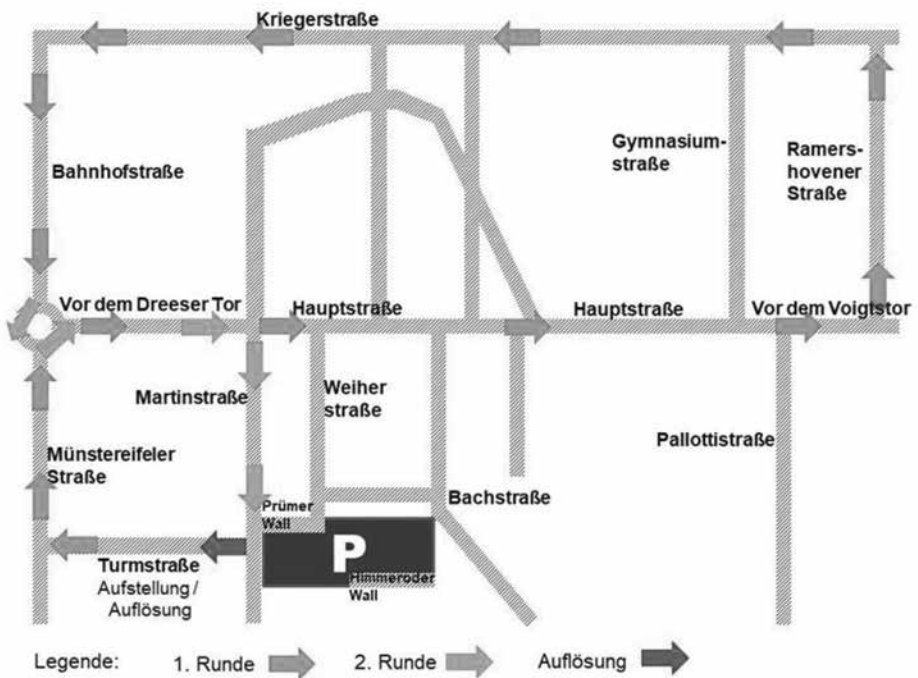 Kriegerstraße
Gymnasium-
straße
Ramers-
hovener
Straße
Bahnhofstraße
Vor dem Dreeser Tor
Hauptstraße
Hauptstraße
Vor dem Voigtstor
Martinstraße
Weiher
straße
Pallottistraße
Münstereifeler
Straße
Bachstraße
Prümer
Wall
P
Himmeroder
Wall
Turmstraße
Aufstellung /
Auflösung
Legende: 1. Runde 2. Runde Auflösung